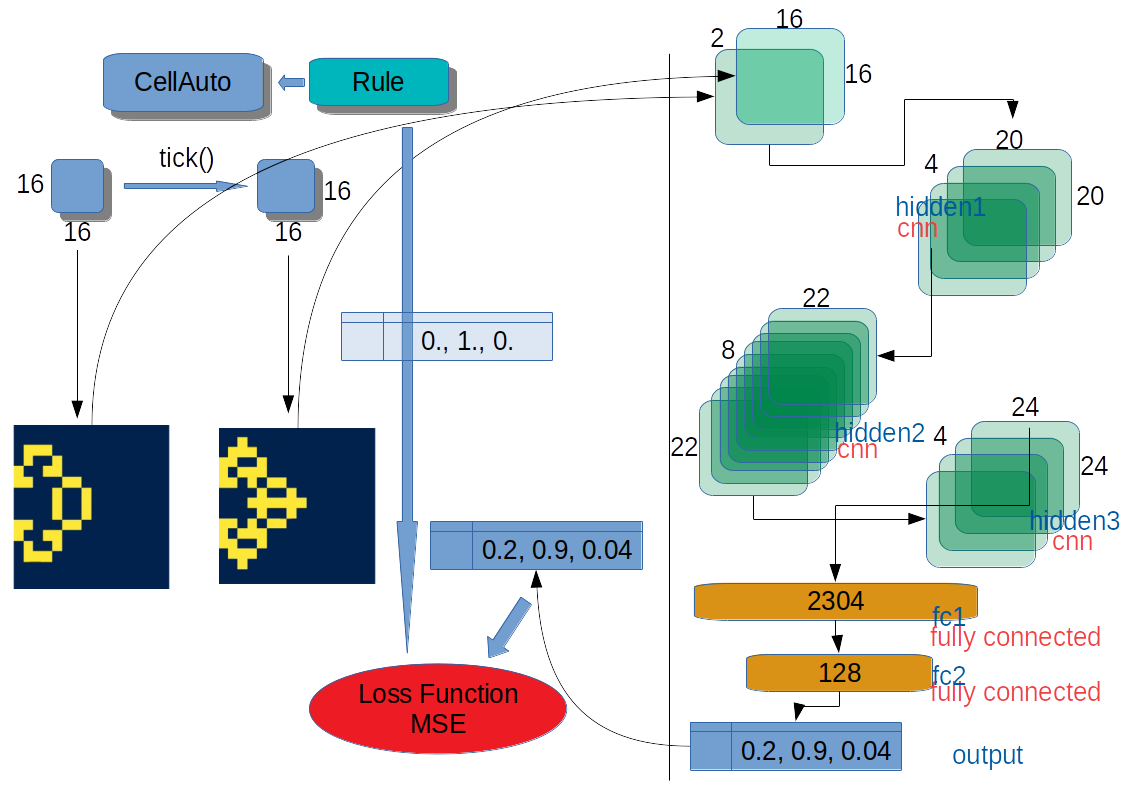 CellAuto
Rule
tick()
16
16
16
16
0., 1., 0.
0.2, 0.9, 0.04
Loss Function
MSE
16
2
16
20
4
20
hidden1
cnn
22
8
22
hidden2
cnn
24
4
24
hidden3
cnn
2304
fc1
fully connected
128
fc2
fully connected
0.2, 0.9, 0.04
output